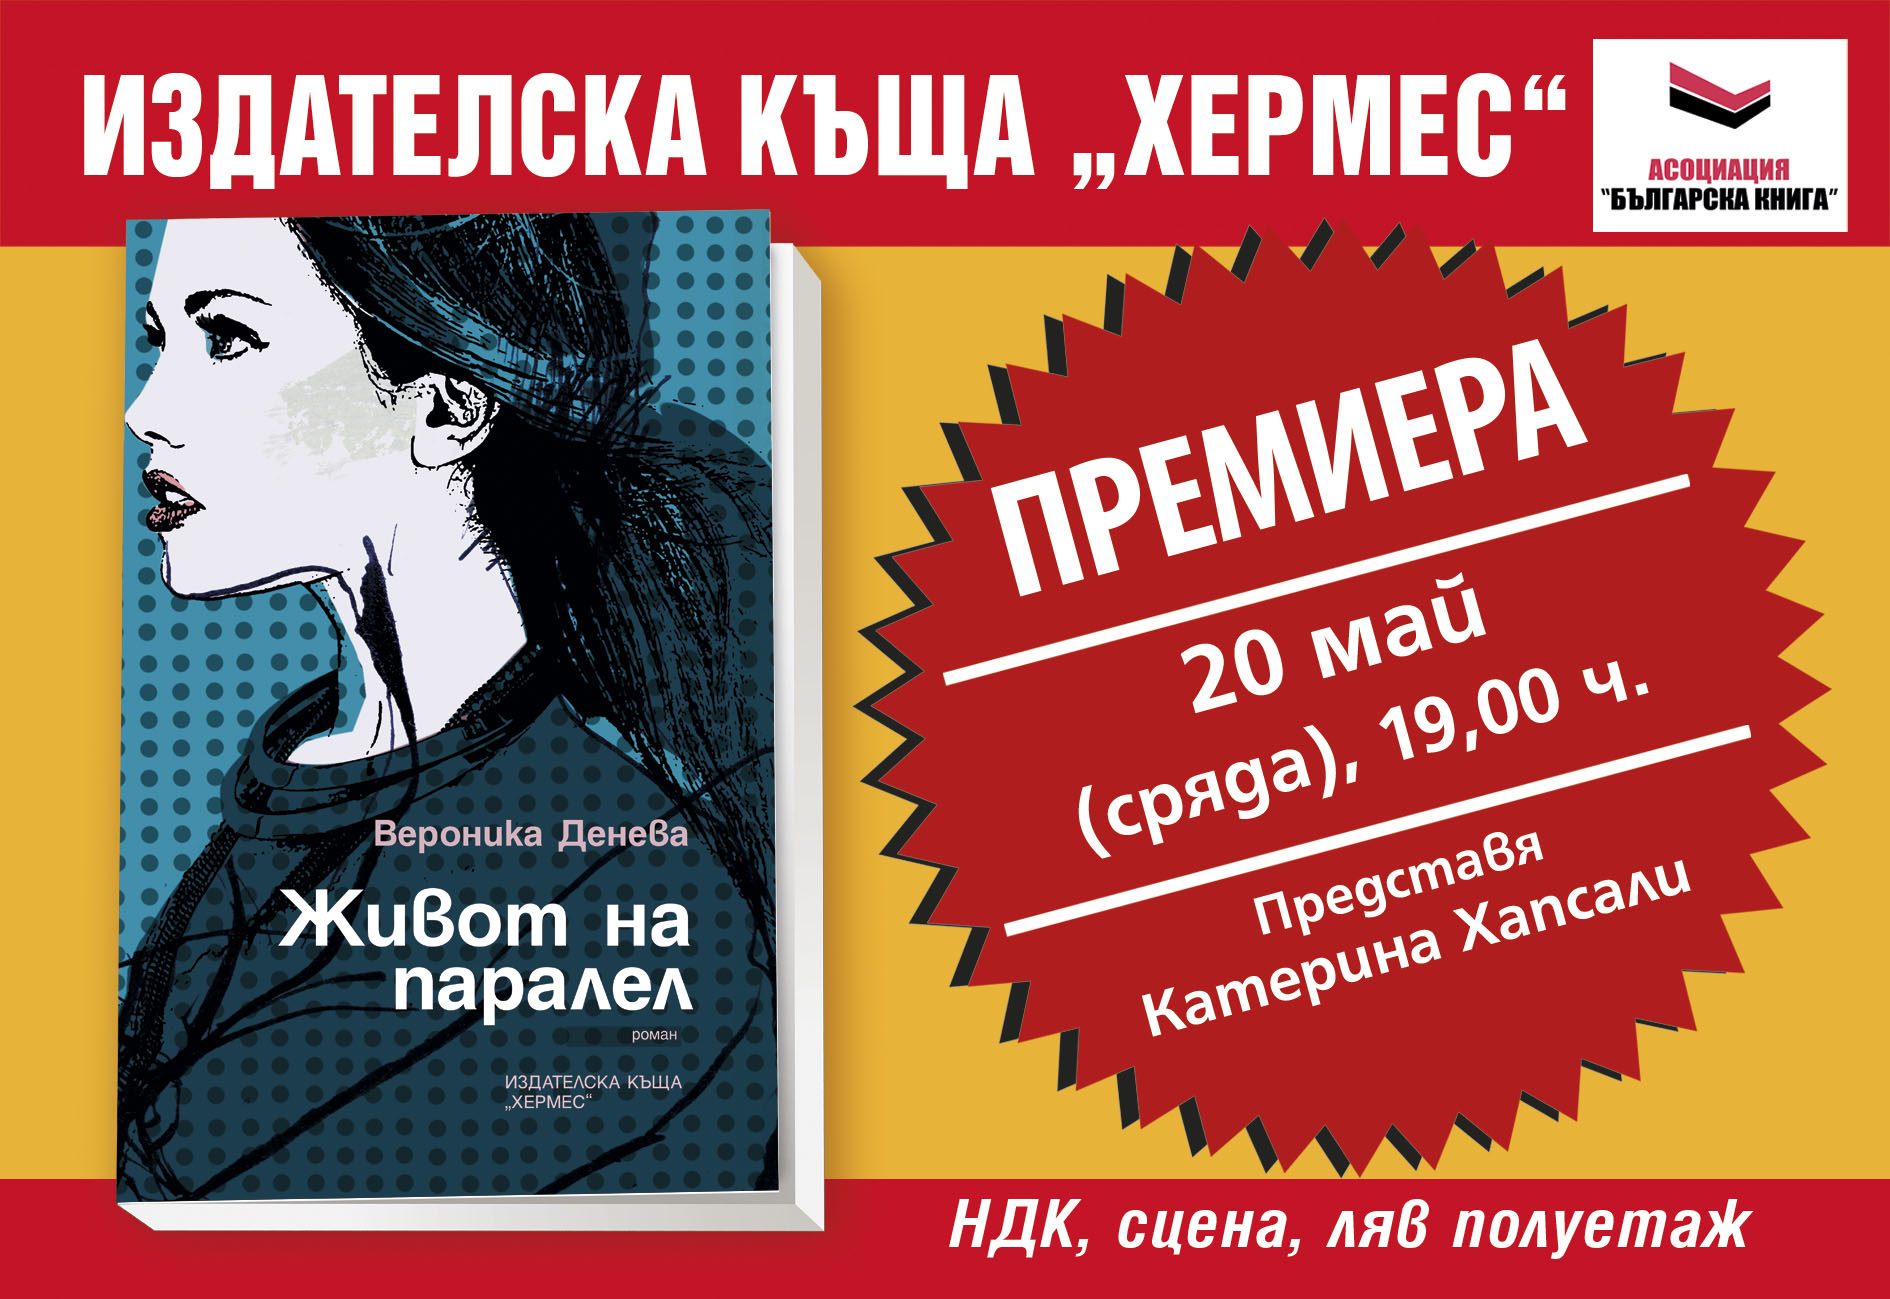 ИЗДАТЕЛСКА КЪЩА „ХЕРМЕС“
АСОЦИАЦИЯ
"БЪЛГАРСКА КНИГА"
Вероника Денева
Живот на
паралел
роман
ИЗДАТЕЛСКА КЪЩА
„ХЕРМЕС“
ПРЕМИЕРА
20 май
(сряда), 19,00 ч.
Представя
Катерина Хапсали
НДК, сцена, ляв полуетаж